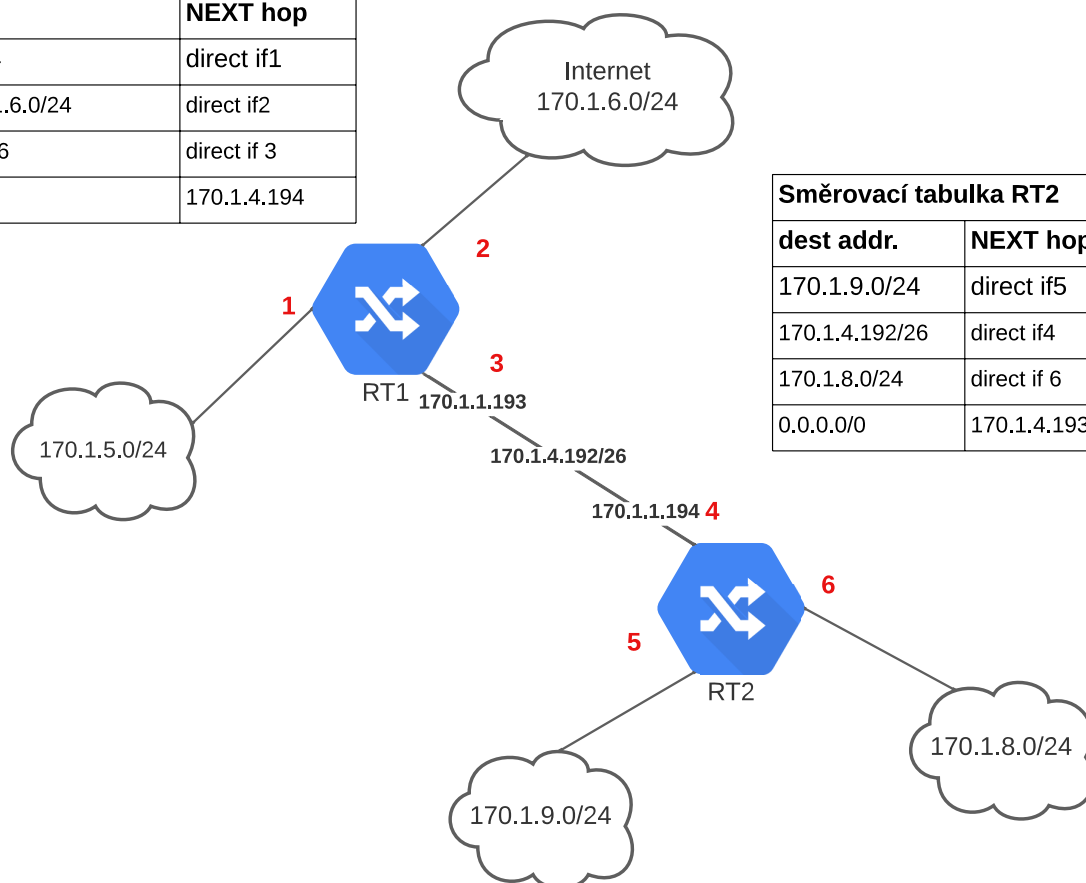 NEXT hop
direct if1
.6.0/24 direct if2
6 direct if 3
170.1.4.194
Internet
170.1.6.0/24
Směrovací tabulka RT2
dest addr. NEXT hop
170.1.9.0/24 direct if5
170.1.4.192/26 direct if4
170.1.8.0/24 direct if 6
0.0.0.0/0 170.1.4.193
2
1
3
RT1
170.1.1.193
170.1.5.0/24
170.1.4.192/26
170.1.1.194 4
6
5
RT2
170.1.8.0/24
170.1.9.0/24